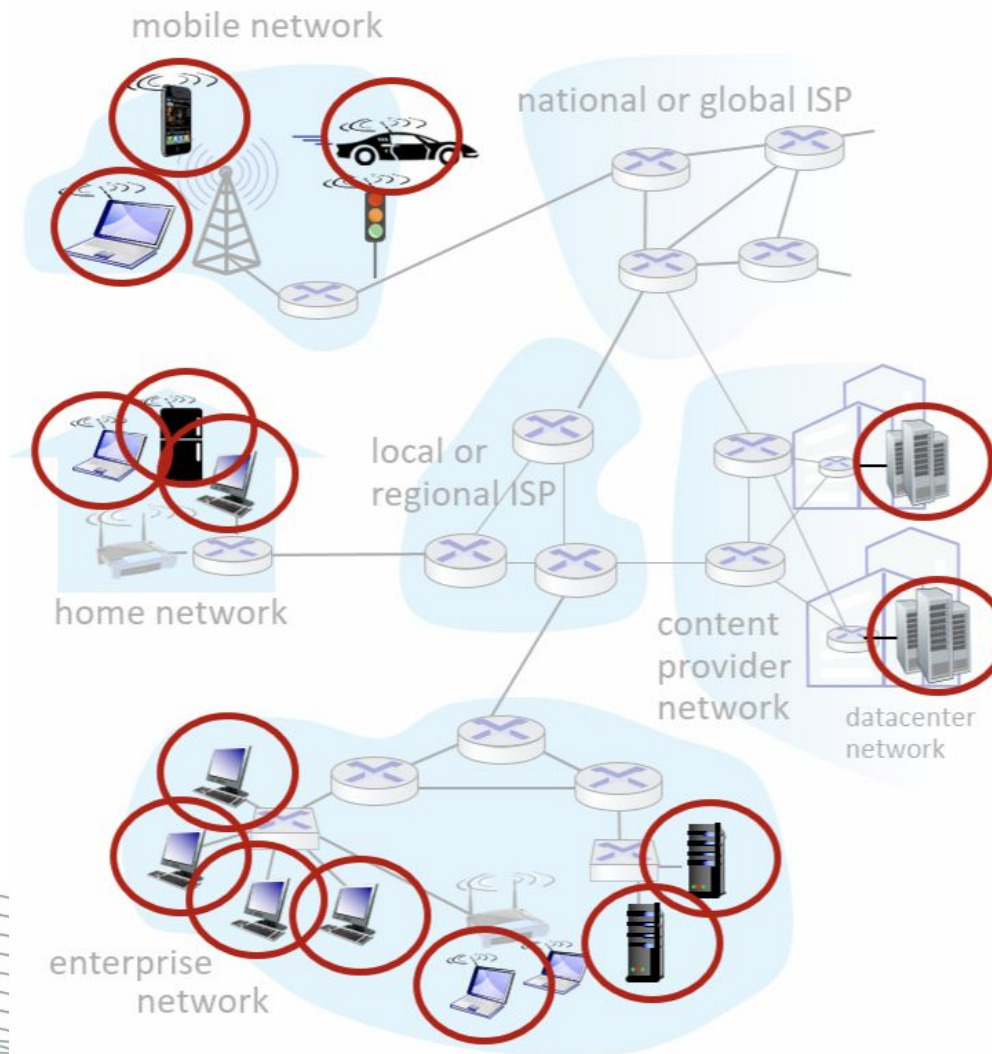 mobile network
national or global ISP
local or
regional ISP
home network
content
provider
network
datacenter
network
enterprise
network